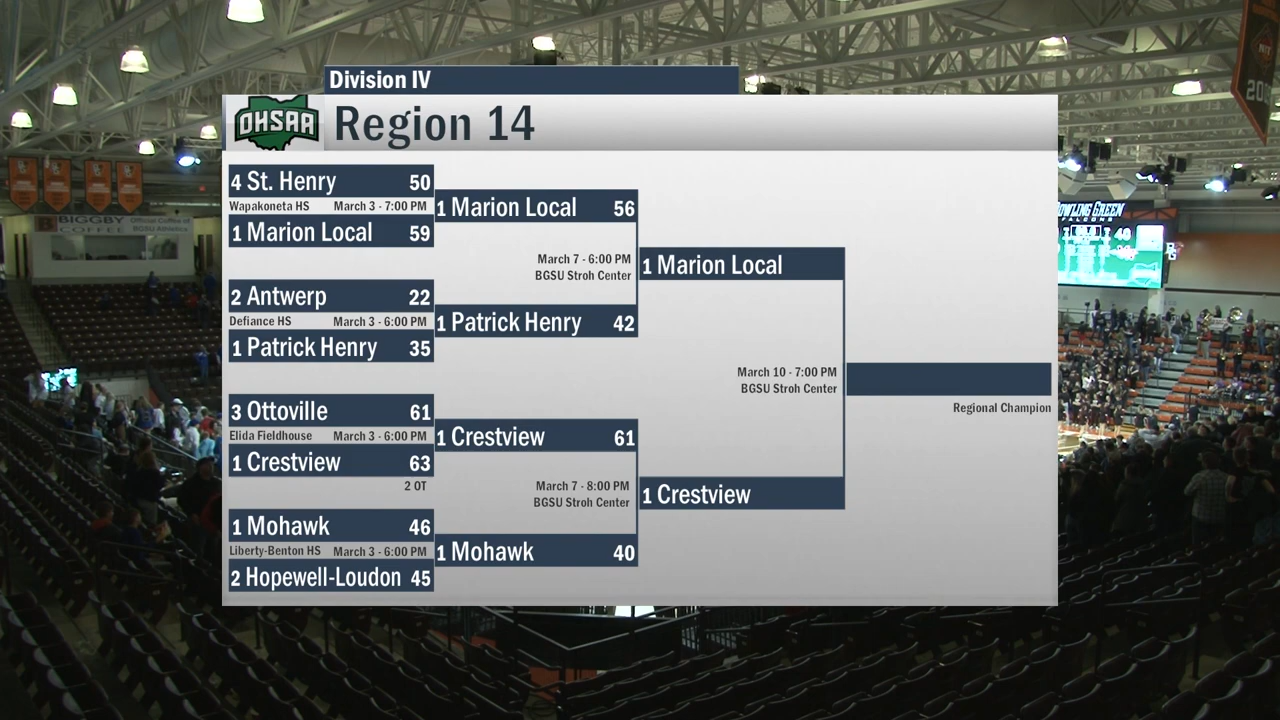 Division IV
OHSAA
Region 14
4 St. Henry 50
Wapakoneta HS March 3 - 7:00 PM
1 Marion Local 59
1 Marion Local 56
March 7 - 6:00 PM
BGSU Stroh Center
2 Antwerp 22
Defiance HS March 3 - 6:00 PM
1 Patrick Henry 35
1 Patrick Henry 42
1 Marion Local
March 10 - 7:00 PM
BGSU Stroh Center
Regional Champion
3 Ottoville 61
Elida Fieldhouse March 3 - 6:00 PM
1 Crestview 63
2 OT
1 Crestview 61
March 7 - 8:00 PM
BGSU Stroh Center
1 Crestview
1 Mohawk 46
Liberty-Benton HS March 3 - 6:00 PM
2 Hopewell-Loudon 45
1 Mohawk 40
BIGGBY
COFFEE
Official Coffee of
BGSU Athletics
BOWLING GREEN
FALCONS
NIT